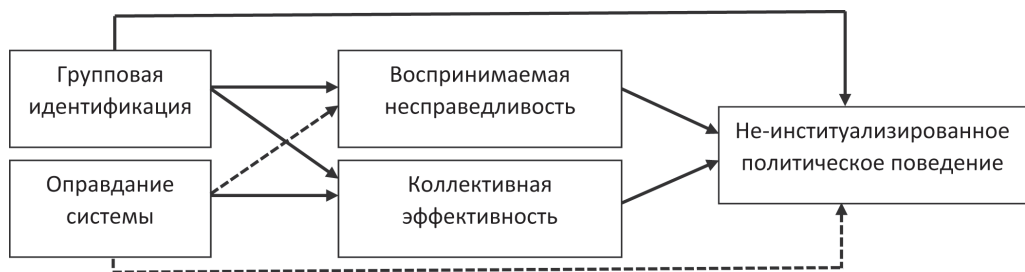 Групповая
идентификация
Воспринимаемая
несправедливость
Не-институализированное
политическое поведение
Оправдание
системы
Коллективная
эффективность